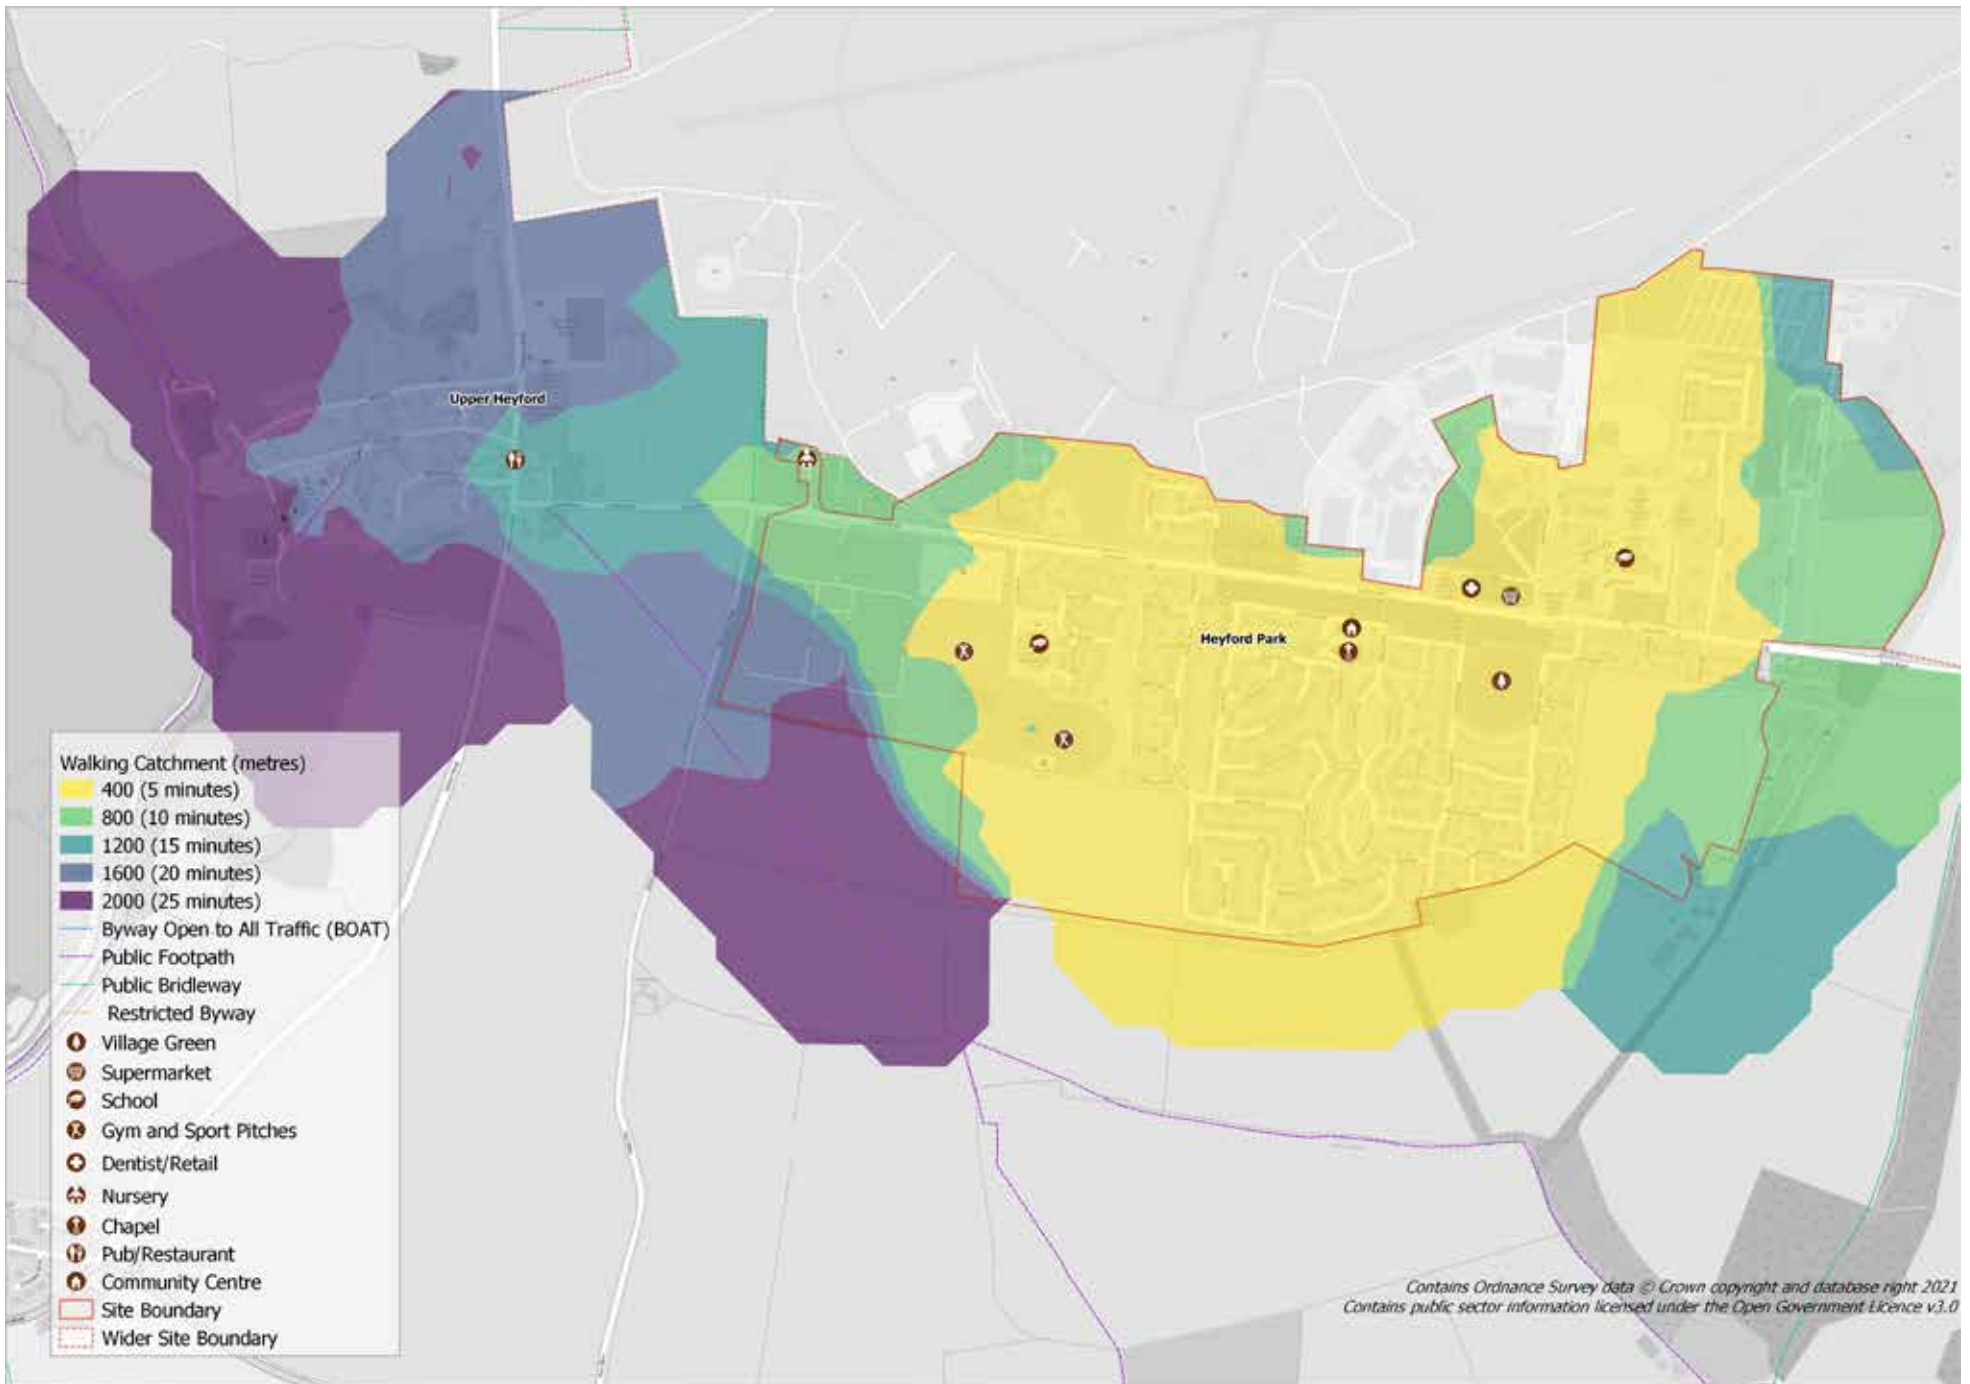 Upper Heyford
Heyford Park
Walking Catchment (metres)
400 (5 minutes)
800 (10 minutes)
1200 (15 minutes)
1600 (20 minutes)
2000 (25 minutes)
Byway Open to All Traffic (BOAT)
Public Footpath
Public Bridleway
Restricted Byway
Village Green
Supermarket
School
Gym and Sport Pitches
Dentist/Retail
Nursery
Chapel
Pub/Restaurant
Community Centre
Site Boundary
Wider Site Boundary
Contains Ordnance Survey data © Crown copyright and database right 2021
Contains public sector information licensed under the Open Government Licence v3.0